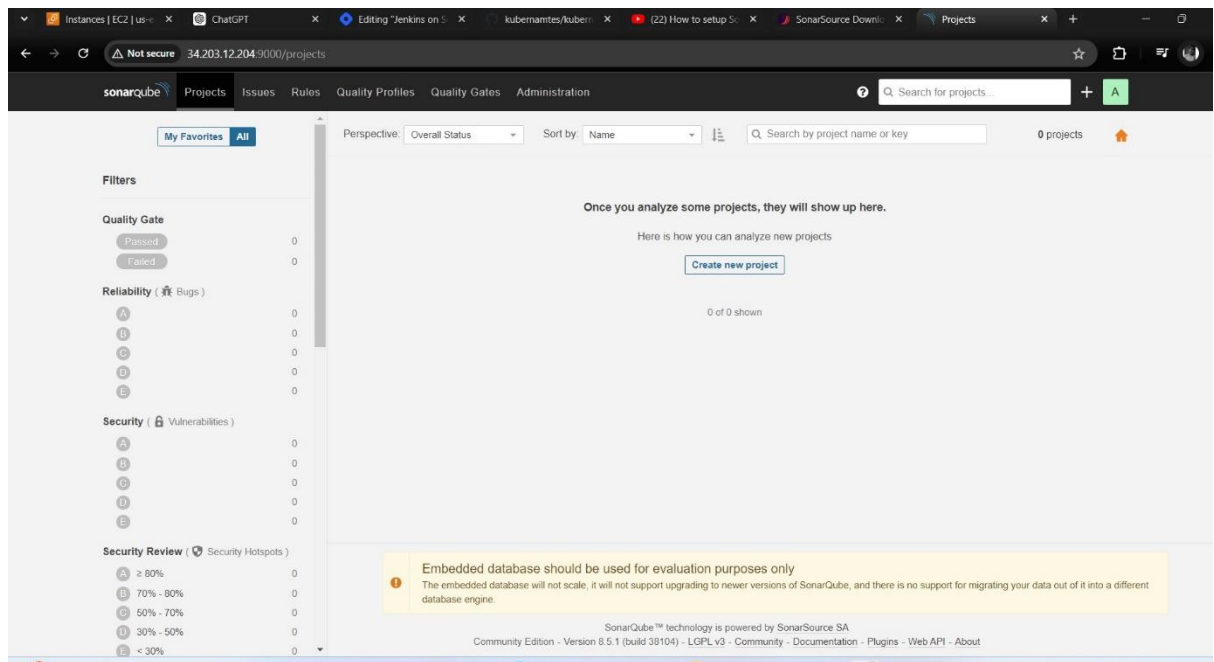 Instances | EC2 | us-e
ChatGPT
Editing "Jenkins on S
kubernamtes/kubern
(22) How to setup So
SonarSource Downlo
Projects
Not secure 34.203.12.204:9000/projects
sonarqube Projects Issues Rules Quality Profiles Quality Gates Administration ? Search for projects... + A
My Favorites All
Perspective: Overall Status Sort by: Name Search by project name or key 0 projects
Filters
Once you analyze some projects, they will show up here.
Here is how you can analyze new projects
Create new project
0 of 0 shown
Quality Gate
Passed 0
Failed 0
Reliability ( Bugs )
A 0
B 0
C 0
D 0
E 0
Security ( Vulnerabilities )
A 0
B 0
C 0
D 0
E 0
Security Review ( Security Hotspots )
A ≥ 80% 0
B 70% - 80% 0
C 50% - 70% 0
D 30% - 50% 0
E < 30% 0
Embedded database should be used for evaluation purposes only
The embedded database will not scale, it will not support upgrading to newer versions of SonarQube, and there is no support for migrating your data out of it into a different
database engine.
SonarQube™ technology is powered by SonarSource SA
Community Edition - Version 8.5.1 (build 38104) - LGPL v3 - Community - Documentation - Plugins - Web API - About